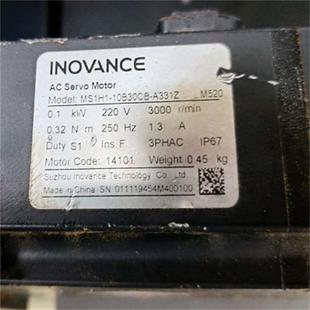 INOVANCE
AC Servo Motor
Model: MS1H1-10B30CB-A331Z _M520
0.1 kW 220 V 3000 r/min
0.32 N m 250 Hz 1.3 A
Duty S1 Ins. F 3PHAC IP67
Motor Code: 14101 Weight 0.45 kg
Suzhou Inovance Technology Co., Ltd.
Made in China SN 011119454M400100